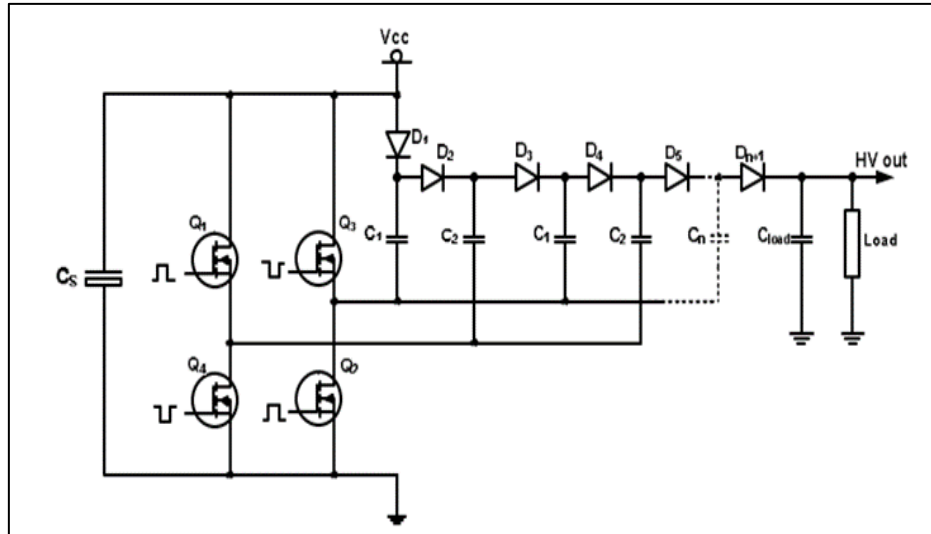 Vcc
D1
D2
D3
D4
D5
Dn+1
HV out
Q1
Q3
C1
C2
C1
C2
Cn
Cload
Load
CS
Q4
Q2